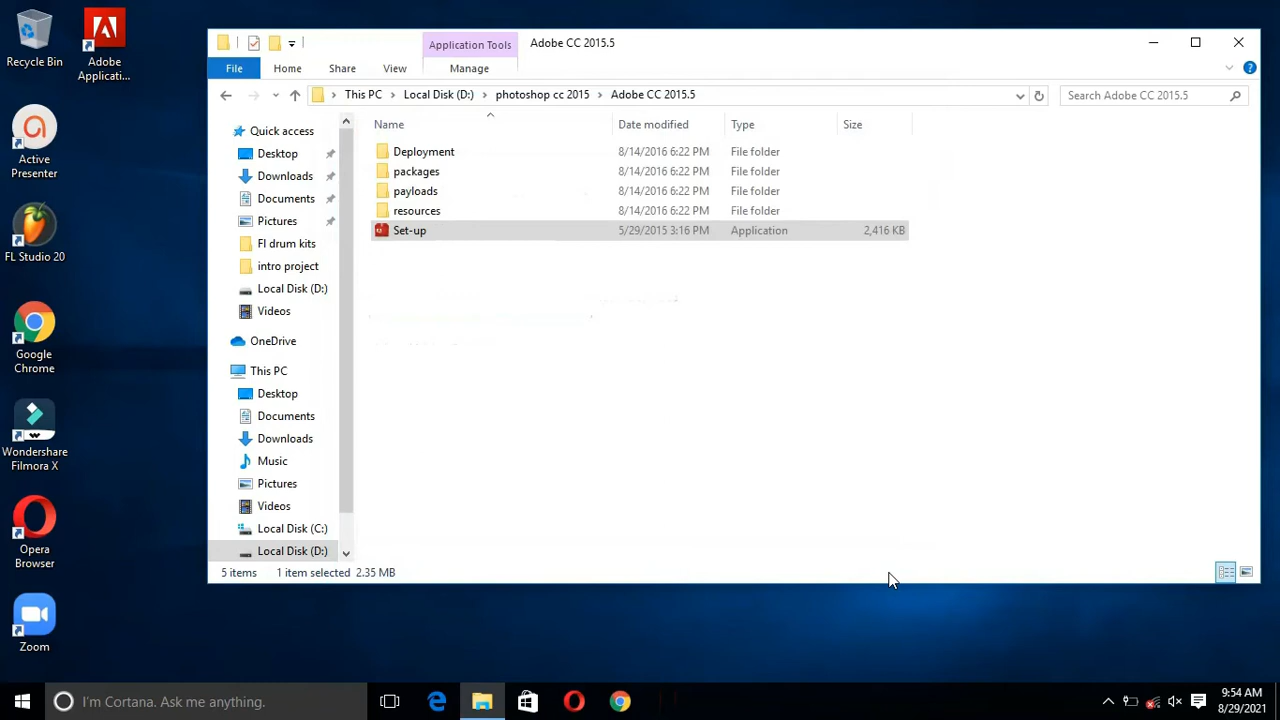 Recycle Bin
Adobe
Applicati...
Active
Presenter
FL Studio 20
Google
Chrome
Wondershare
Filmora X
Opera
Browser
Zoom
Application Tools
Adobe CC 2015.5
File
Home
Share
View
Manage
This PC
Local Disk (D:)
photoshop cc 2015
Adobe CC 2015.5
Search Adobe CC 2015.5
Quick access
Desktop
Downloads
Documents
Pictures
Fl drum kits
intro project
Local Disk (D:)
Videos
OneDrive
This PC
Desktop
Documents
Downloads
Music
Pictures
Videos
Local Disk (C:)
Local Disk (D:)
Name Date modified Type Size
Deployment 8/14/2016 6:22 PM File folder
packages 8/14/2016 6:22 PM File folder
payloads 8/14/2016 6:22 PM File folder
resources 8/14/2016 6:22 PM File folder
Set-up 5/29/2015 3:16 PM Application 2,416 KB
5 items 1 item selected 2.35 MB
I'm Cortana. Ask me anything.
9:54 AM
8/29/2021